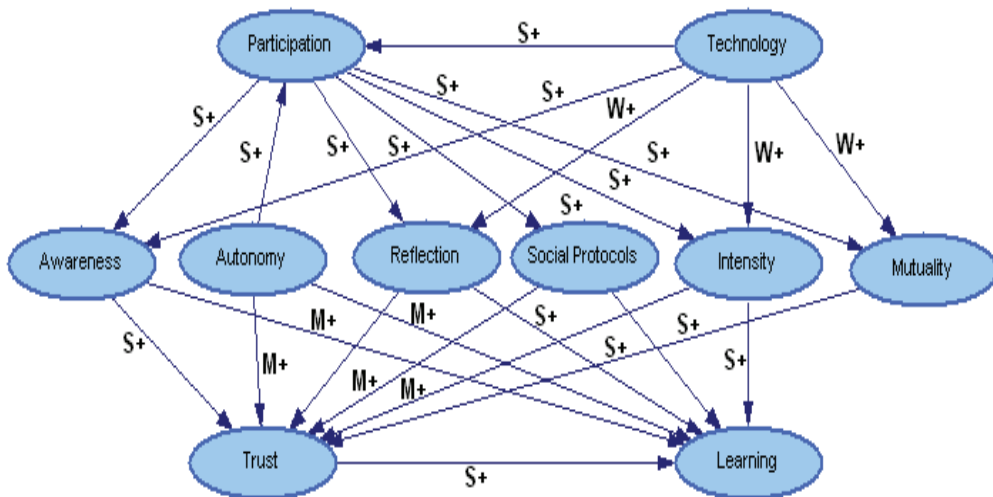 Participation
S+
Technology
S+
S+
S+
W+
S+
S+
S+
S+
W+
W+
S+
S+
Awareness
Autonomy
Reflection
Social Protocols
Intensity
Mutuality
M+
M+
S+
S+
S+
M+
S+
S+
M+
M+
Trust
S+
Learning